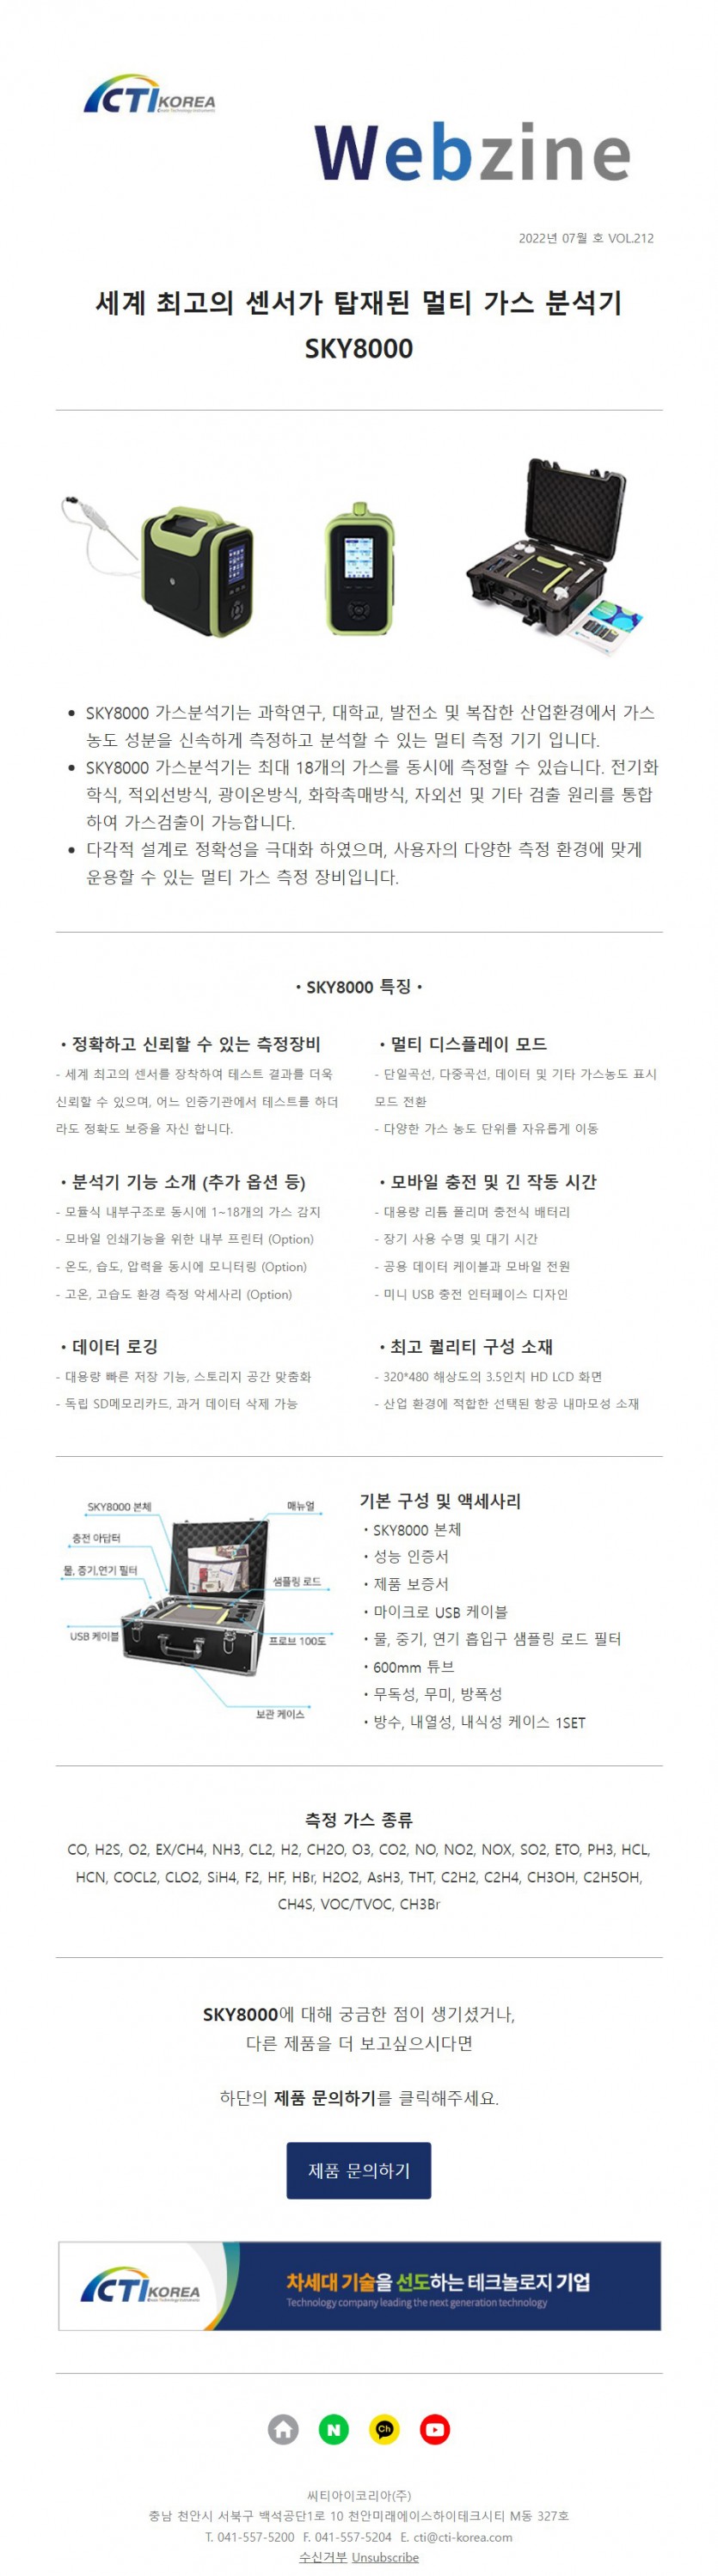 CTI KOREA
Webzine
2022년 07월 호 VOL.212
세계 최고의 센서가 탑재된 멀티 가스 분석기
SKY8000
• SKY8000 가스분석기는 과학연구, 대학교, 발전소 및 복잡한 산업환경에서 가스
농도 성분을 신속하게 측정하고 분석할 수 있는 멀티 측정 기기 입니다.
• SKY8000 가스분석기는 최대 18개의 가스를 동시에 측정할 수 있습니다. 전기화
학식, 적외선방식, 광이온방식, 화학촉매방식, 자외선 및 기타 검출 원리를 통합
하여 가스검출이 가능합니다.
• 다각적 설계로 정확성을 극대화 하였으며, 사용자의 다양한 측정 환경에 맞게
운용할 수 있는 멀티 가스 측정 장비입니다.
• SKY8000 특징 •
• 정확하고 신뢰할 수 있는 측정장비
- 세계 최고의 센서를 장착하여 테스트 결과를 더욱
신뢰할 수 있으며, 어느 인증기관에서 테스트를 하더
라도 정확도 보증을 자신 합니다.
• 멀티 디스플레이 모드
- 단일곡선, 다중곡선, 데이터 및 기타 가스농도 표시
모드 전환
- 다양한 가스 농도 단위를 자유롭게 이동
• 분석기 기능 소개 (추가 옵션 등)
- 모듈식 내부구조로 동시에 1~18개의 가스 감지
- 모바일 인쇄기능을 위한 내부 프린터 (Option)
- 온도, 습도, 압력을 동시에 모니터링 (Option)
- 고온, 고습도 환경 측정 악세사리 (Option)
• 모바일 충전 및 긴 작동 시간
- 대용량 리튬 폴리머 충전식 배터리
- 장기 사용 수명 및 대기 시간
- 공용 데이터 케이블과 모바일 전원
- 미니 USB 충전 인터페이스 디자인
• 데이터 로깅
- 대용량 빠른 저장 기능, 스토리지 공간 맞춤화
- 독립 SD메모리카드, 과거 데이터 삭제 가능
• 최고 퀄리티 구성 소재
- 320*480 해상도의 3.5인치 HD LCD 화면
- 산업 환경에 적합한 선택된 항공 내마모성 소재
SKY8000 본체
매뉴얼
충전 아답터
물, 증기,연기 필터
샘플링 로드
USB 케이블
프로브 100도
보관 케이스
기본 구성 및 액세사리
• SKY8000 본체
• 성능 인증서
• 제품 보증서
• 마이크로 USB 케이블
• 물, 증기, 연기 흡입구 샘플링 로드 필터
• 600mm 튜브
• 무독성, 무미, 방폭성
• 방수, 내열성, 내식성 케이스 1SET
측정 가스 종류
CO, H2S, O2, EX/CH4, NH3, CL2, H2, CH2O, O3, CO2, NO, NO2, NOX, SO2, ETO, PH3, HCL,
HCN, COCL2, CLO2, SiH4, F2, HF, HBr, H2O2, AsH3, THT, C2H2, C2H4, CH3OH, C2H5OH,
CH4S, VOC/TVOC, CH3Br
SKY8000에 대해 궁금한 점이 생기셨거나,
다른 제품을 더 보고싶으시다면
하단의 제품 문의하기를 클릭해주세요.
제품 문의하기
CTI KOREA
차세대 기술을 선도하는 테크놀로지 기업
Technology company leading the next generation technology
N
Ch
씨티아이코리아(주)
충남 천안시 서북구 백석공단1로 10 천안미래에이스하이테크시티 M동 327호
T. 041-557-5200 F. 041-557-5204 E. cti@cti-korea.com
수신거부 Unsubscribe